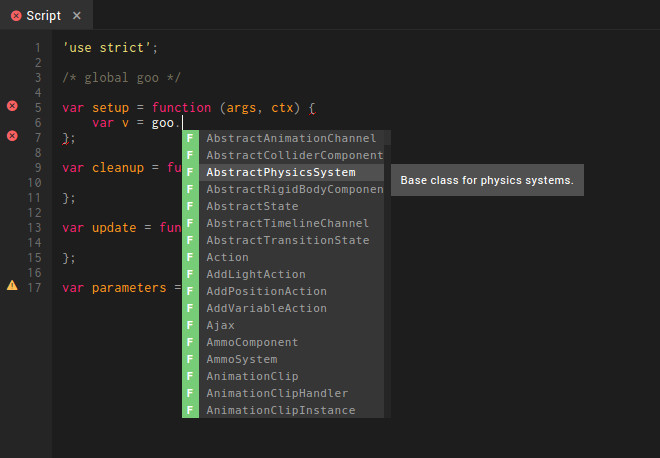 Script ×
1 'use strict';
2
3 /* global goo */
4
5 var setup = function (args, ctx) {
6 var v = goo.
7 };
8
9 var cleanup = fu
10
11 };
12
13 var update = fun
14
15 };
16
17 var parameters =
F AbstractAnimationChannel
F AbstractColliderComponent
F AbstractPhysicsSystem
Base class for physics systems.
F AbstractRigidBodyComponen
F AbstractState
F AbstractTimelineChannel
F AbstractTransitionState
F Action
F AddLightAction
F AddPositionAction
F AddVariableAction
F Ajax
F AmmoComponent
F AmmoSystem
F AnimationClip
F AnimationClipHandler
F AnimationClipInstance